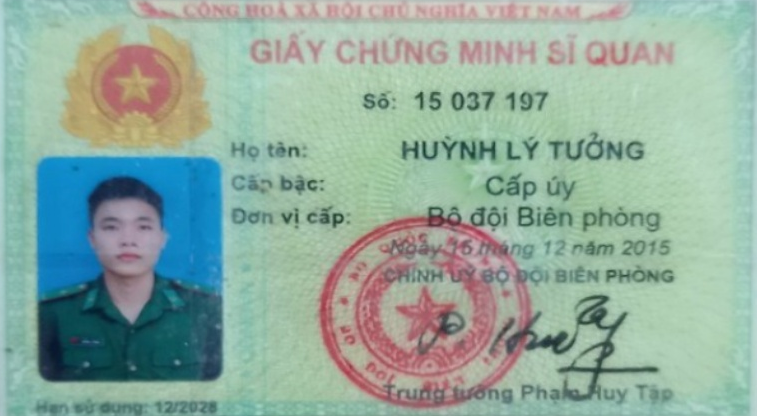 CỘNG HOÀ XÃ HỘI CHỦ NGHĨA VIỆT NAM
GIẤY CHỨNG MINH SĨ QUAN
Số: 15 037 197
Họ tên: HUỲNH LÝ TƯỞNG
Cấp bậc: Cấp úy
Đơn vị cấp: Bộ đội Biên phòng
Ngày 15 tháng 12 năm 2015
CHÍNH UỶ BỘ ĐỘI BIÊN PHÒNG
Trung tướng Phạm Huy Tập
Hạn sử dụng: 12/2028